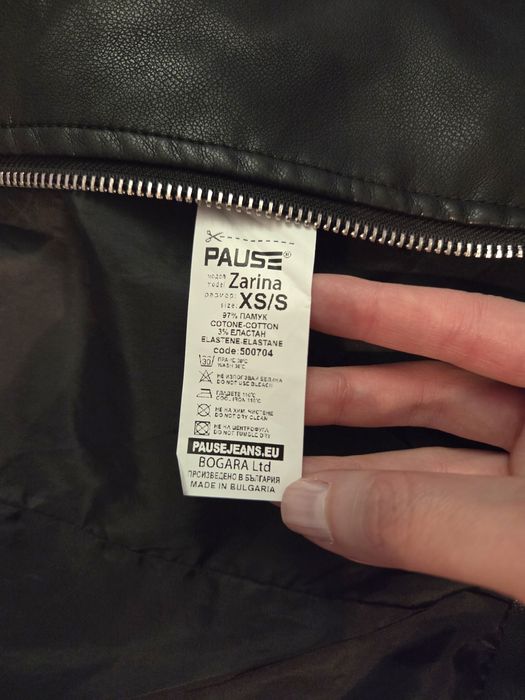 PAUSE®
модел
model Zarina
размер:
size: XS/S
97% ПАМУК
COTONE-COTTON
3% ЕЛАСТАН
ELASTENE-ELASTANE
code:500704
30 ПРАНЕ 30°C
WASH 30°C
НЕ ИЗПОЛЗВАЙ БЕЛИНА
DO NOT USE BLEACH
ГЛАДЕТЕ 110°C
COOL IRON 110°C
НЕ НА ХИМ. ЧИСТЕНЕ
DO NOT DRY CLEAN
НЕ НА ЦЕНТРОФУГА
DO NOT TUMBLE DRY
PAUSEJEANS.EU
BOGARA Ltd
ПРОИЗВЕДЕНО В БЪЛГАРИЯ
MADE IN BULGARIA